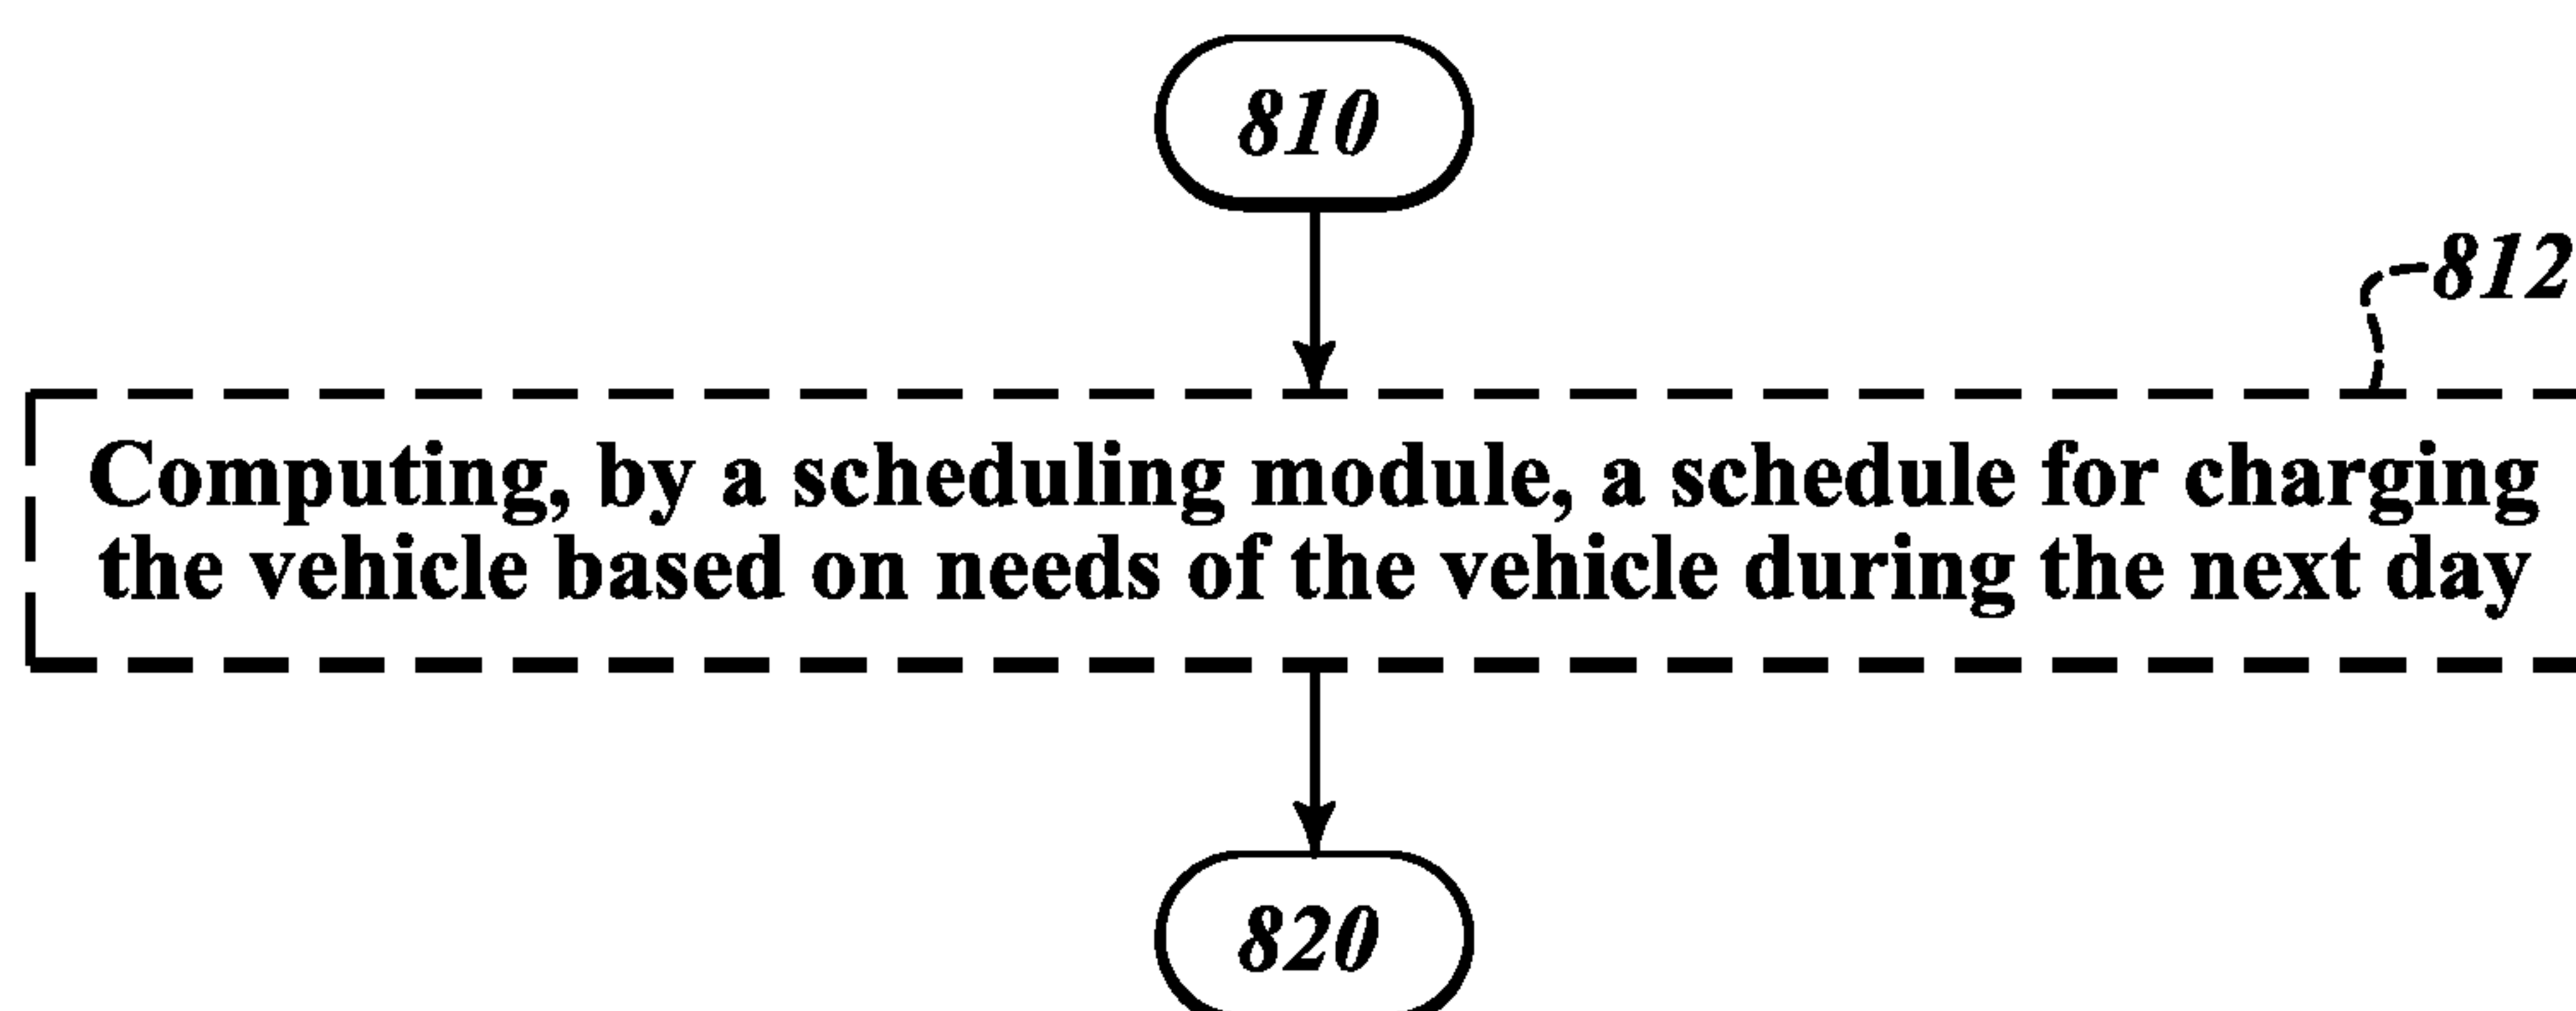 810
812
Computing, by a scheduling module, a schedule for charging
the vehicle based on needs of the vehicle during the next day
820